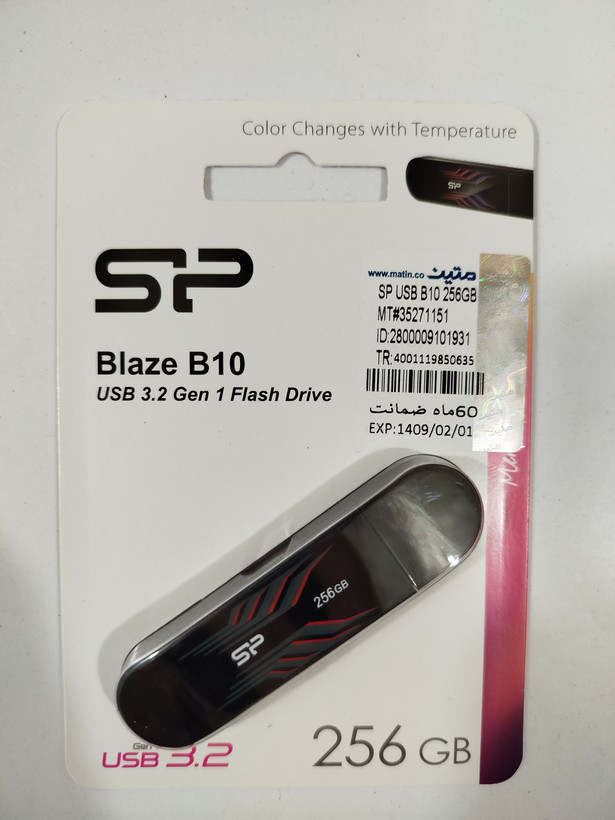 Color Changes with Temperature
SP
SP
www.matin.co متین
SP USB B10 256GB
MT#35271151
ID:2800009101931
TR:4001119850635
60ماه ضمانت
EXP:1409/02/01
Blaze B10
USB 3.2 Gen 1 Flash Drive
256GB
SP
Gen
USB 3.2
256 GB